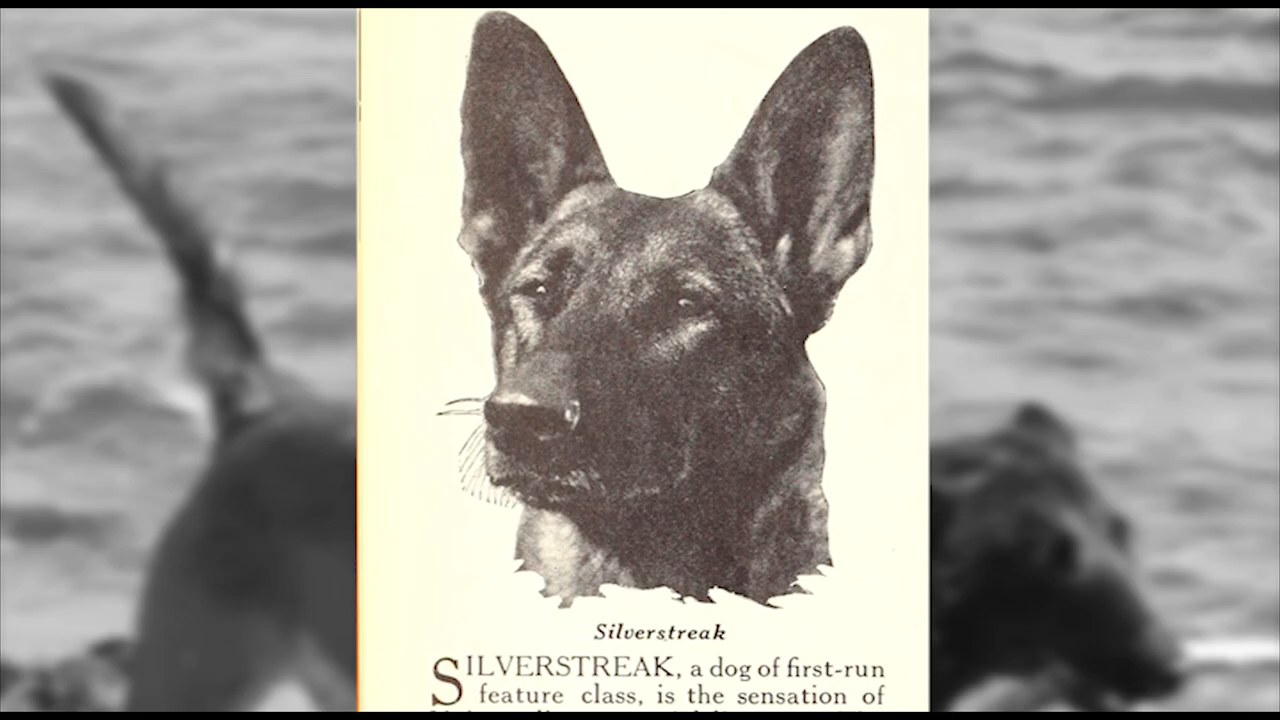 Silverstreak
SILVERSTREAK, a dog of first-run
feature class, is the sensation of